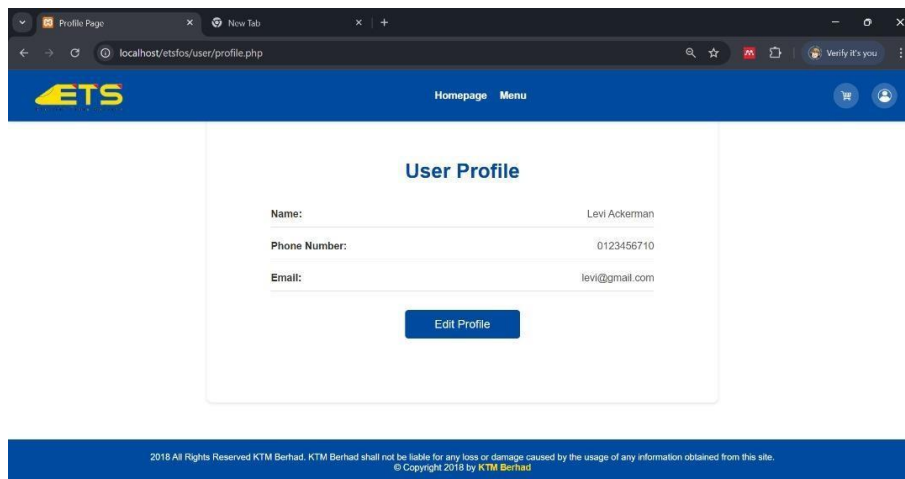 Profile Page
New Tab
localhost/etsfos/user/profile.php
Verify it's you
ETS
Homepage Menu
User Profile
Name: Levi Ackerman
Phone Number: 0123456710
Email: levi@gmail.com
Edit Profile
2018 All Rights Reserved KTM Berhad. KTM Berhad shall not be liable for any loss or damage caused by the usage of any information obtained from this site.
© Copyright 2018 by KTM Berhad